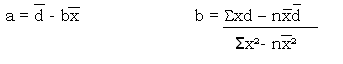 a = d̅ - bx̅ b = Σxd – nx̅d̅
Σx²- nx̅²